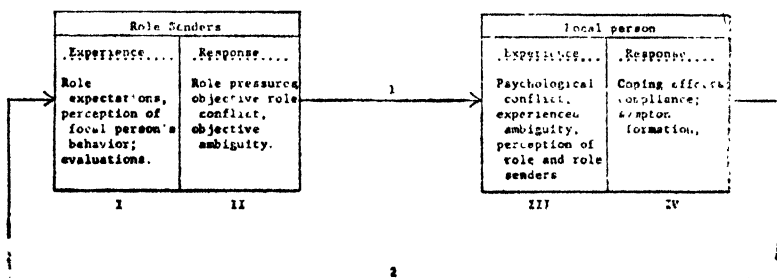 Role Senders
Experience
Response
Role
expectations,
perception of
focal person's
behavior;
evaluations.
Role pressures,
objective role
conflict,
objective
ambiguity.
I
II
1
Focal person
Experience
Response
Psychological
conflict,
experienced
ambiguity,
perception of
role and role
senders
Coping
compliance;
formation,
III
IV
2